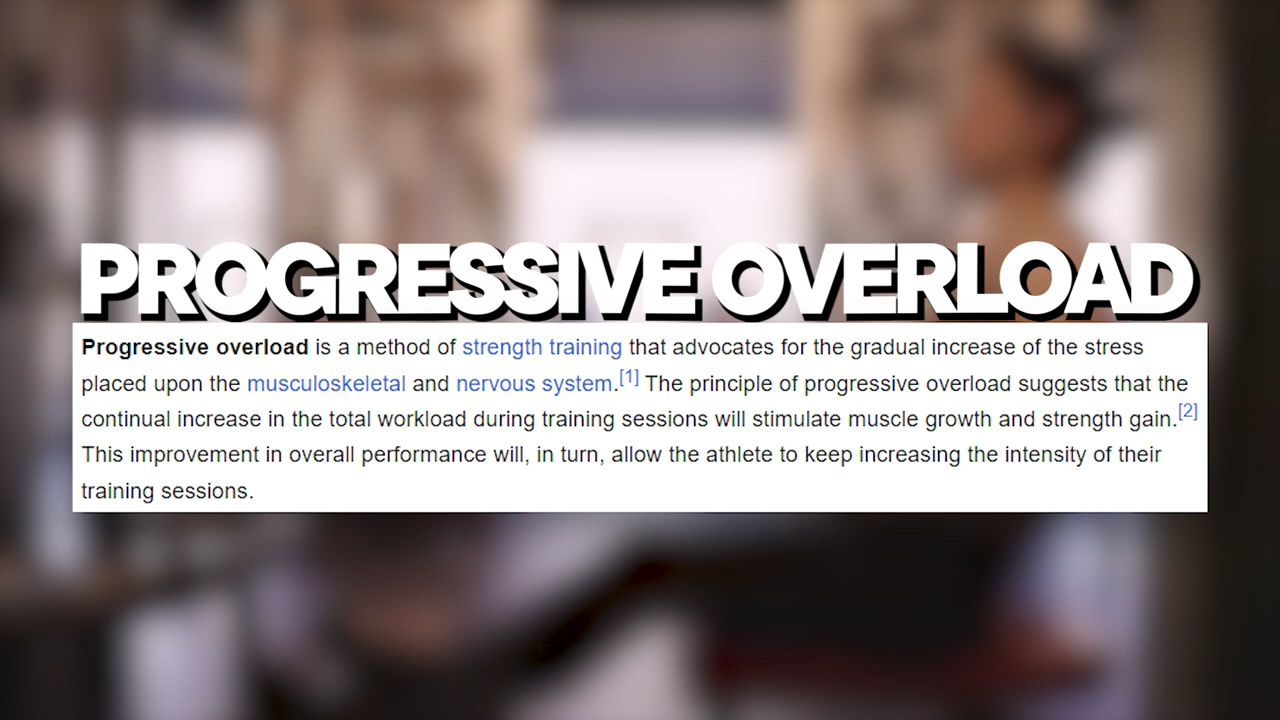 PROGRESSIVE OVERLOAD
Progressive overload is a method of strength training that advocates for the gradual increase of the stress
placed upon the musculoskeletal and nervous system.[1] The principle of progressive overload suggests that the
continual increase in the total workload during training sessions will stimulate muscle growth and strength gain.[2]
This improvement in overall performance will, in turn, allow the athlete to keep increasing the intensity of their
training sessions.